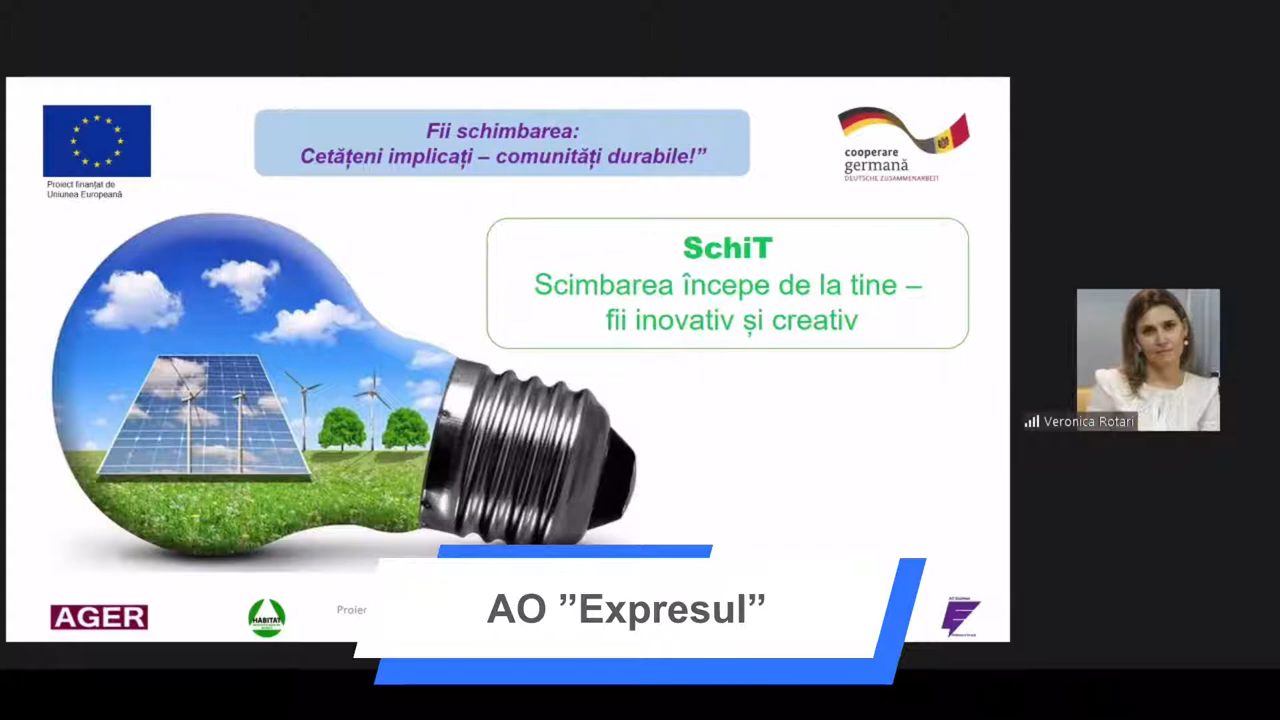 Fii schimbarea:
Cetățeni implicați – comunități durabile!”
Proiect finanțat de
Uniunea Europeană
cooperare
germană
DEUTSCHE ZUSAMMENARBEIT
SchiT
Scimbarea începe de la tine –
fii inovativ și creativ
Veronica Rotari
AGER
HABITAT
Proier
AO ”Expresul”